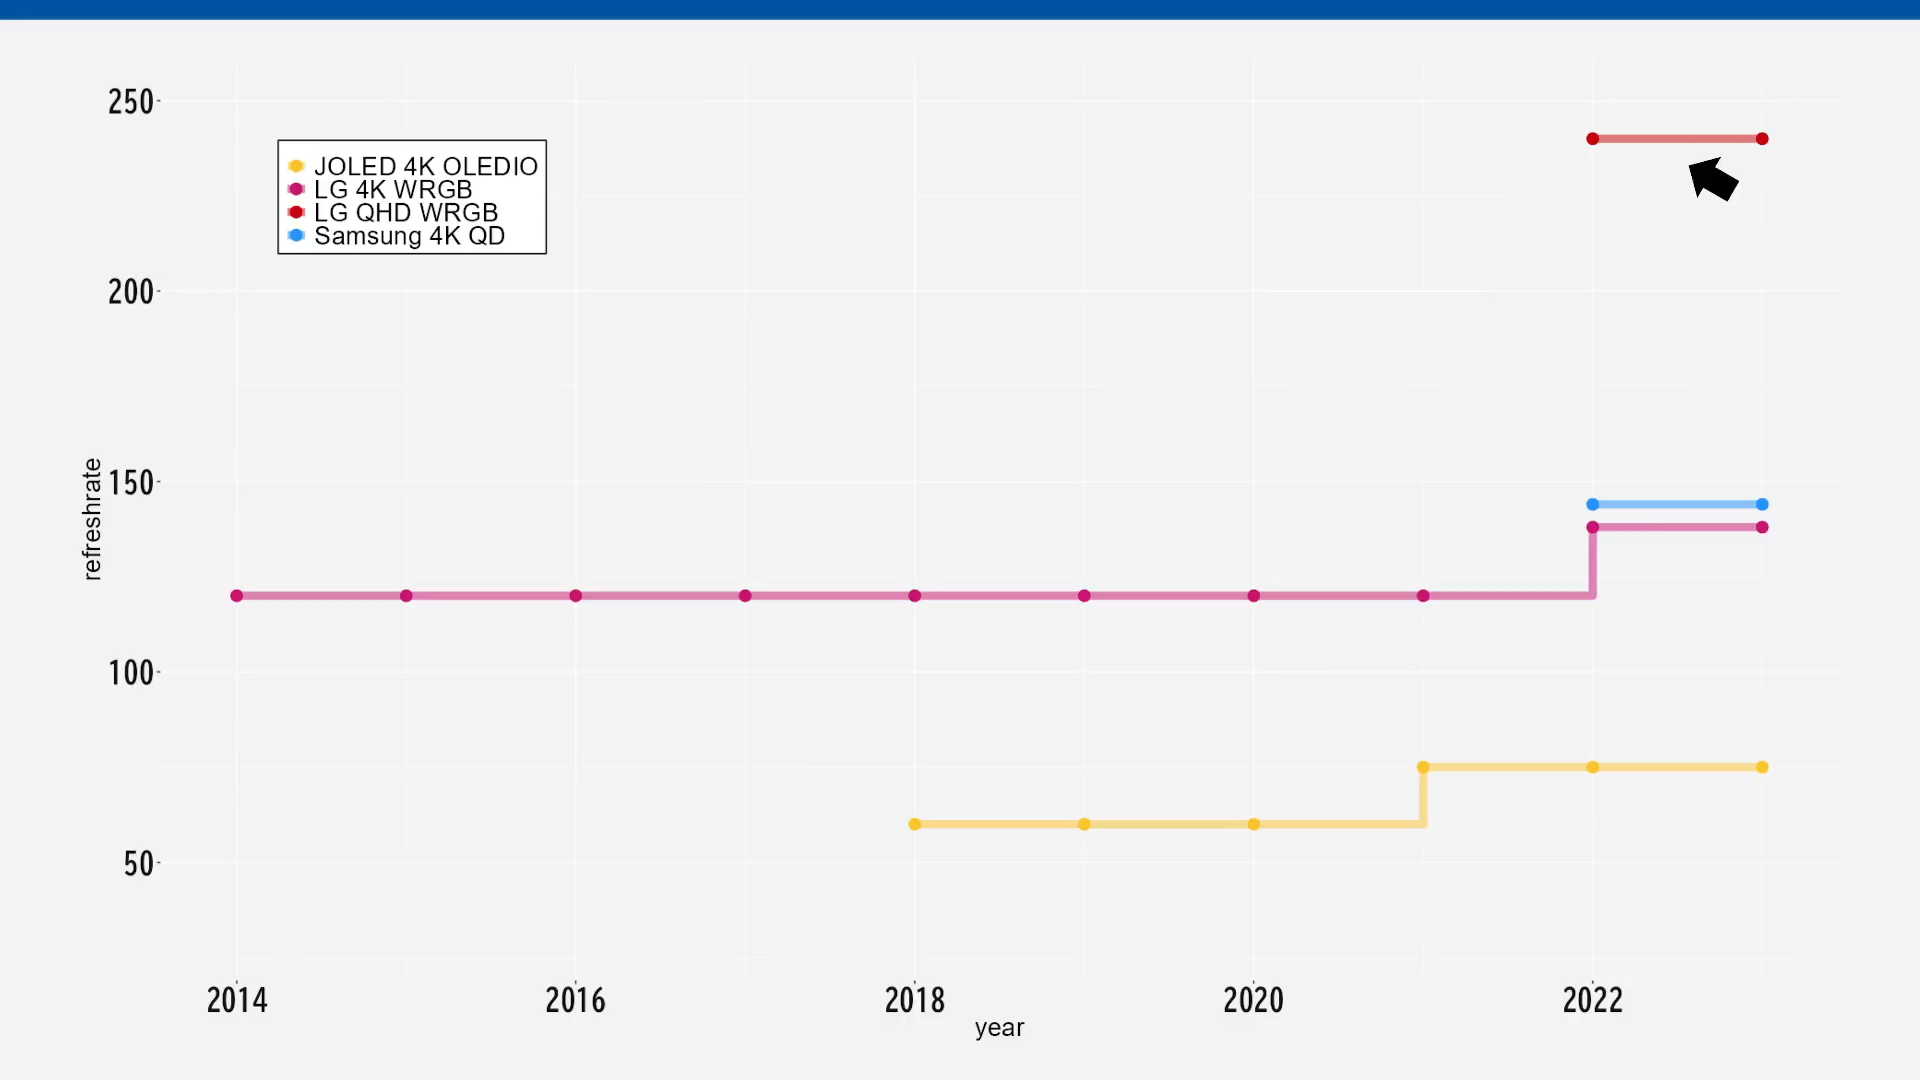 250
JOLED 4K OLEDIO
LG 4K WRGB
LG QHD WRGB
Samsung 4K QD
200
150
refreshrate
100
50
2014 2016 2018 2020 2022
year